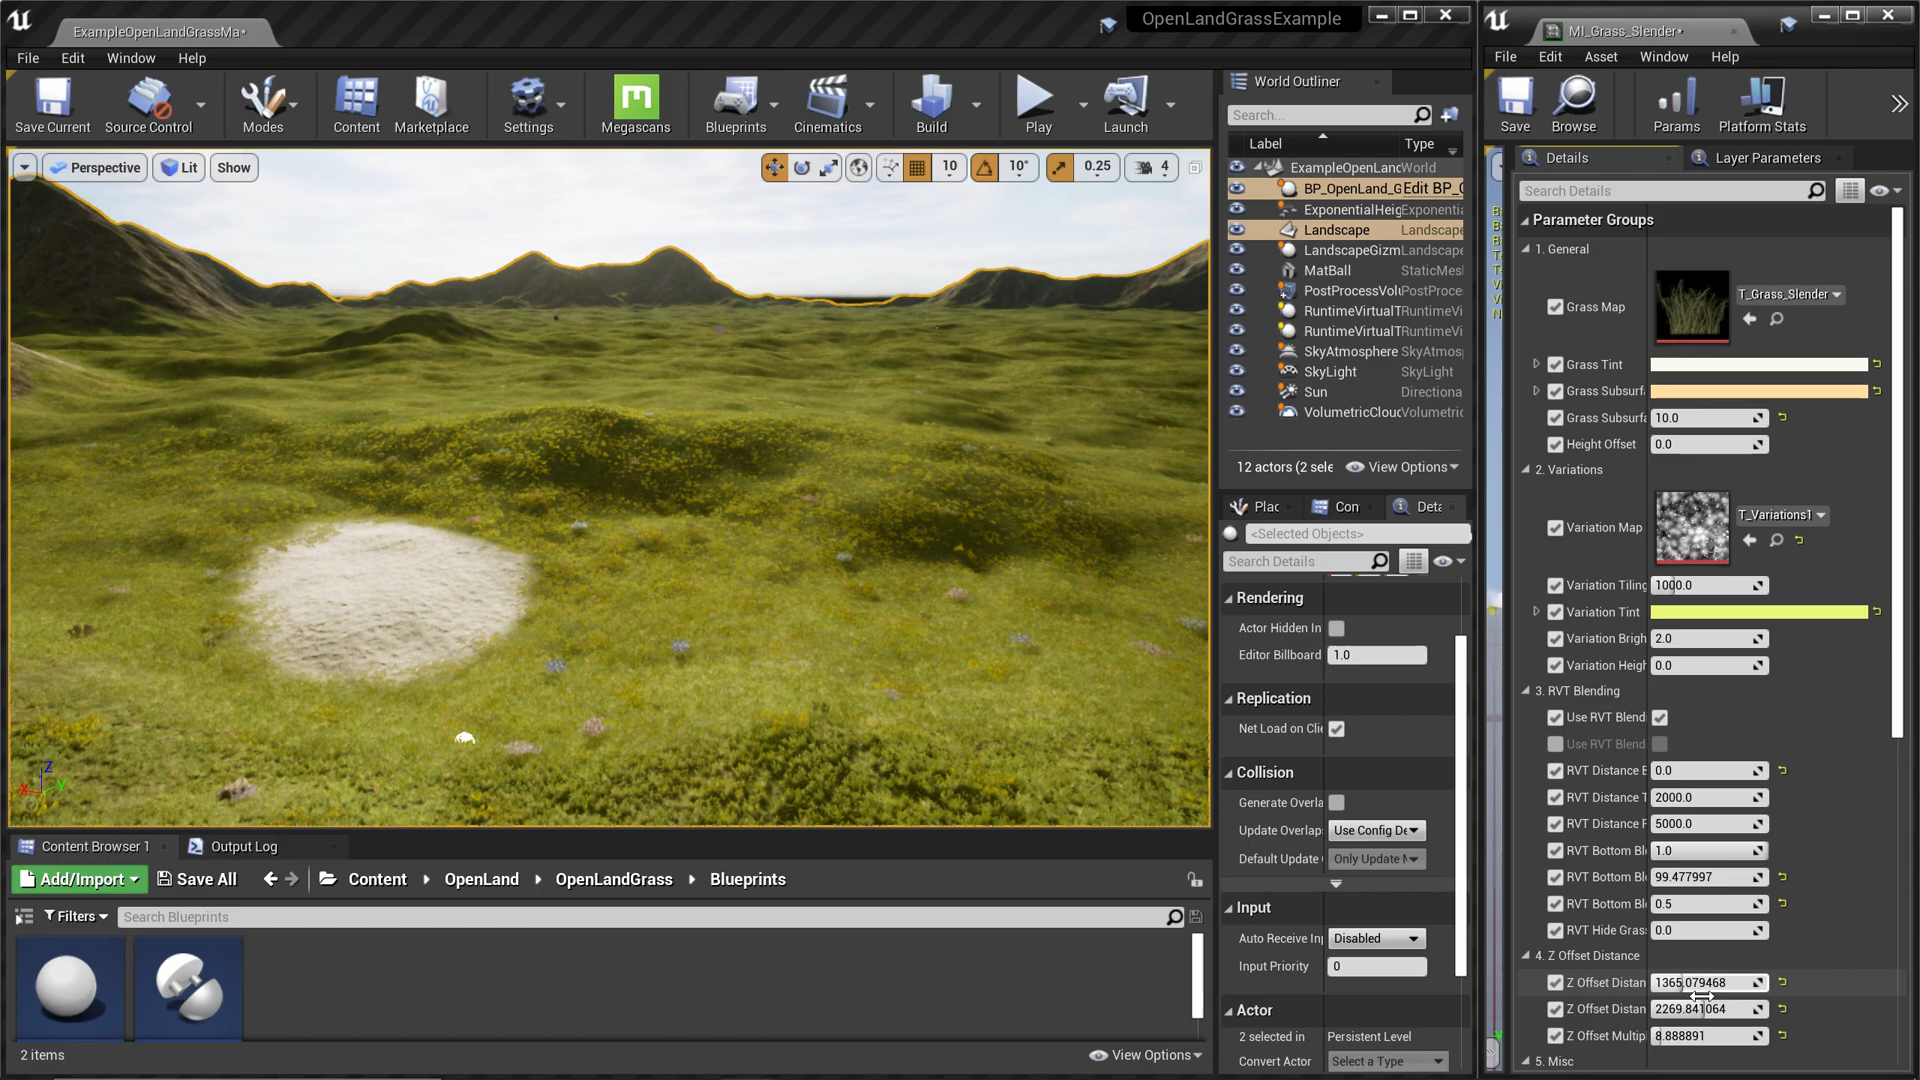 ExampleOpenLandGrassMa*
OpenLandGrassExample
File Edit Window Help
Save Current
Source Control
Modes
Content
Marketplace
Settings
Megascans
Blueprints
Cinematics
Build
Play
Launch
Perspective
Lit
Show
10
10°
0.25
4
X
Y
Z
World Outliner
Search...
Label Type
ExampleOpenLanc World
BP_OpenLand_G Edit BP_
ExponentialHeig Exponentia
Landscape Landscape
LandscapeGizm Landscape
MatBall StaticMes
PostProcessVolu PostProce
RuntimeVirtualT RuntimeVi
RuntimeVirtualT RuntimeVi
SkyAtmosphere SkyAtmos
SkyLight SkyLight
Sun Directiona
VolumetricCloud Volumetric
12 actors (2 sele View Options
Plac Con Deta
<Selected Objects>
Search Details
Rendering
Actor Hidden In
Editor Billboard 1.0
Replication
Net Load on Clie
Collision
Generate Overla
Update Overlap Use Config De
Default Update Only Update
Input
Auto Receive Inp Disabled
Input Priority 0
Actor
2 selected in Persistent Level
Convert Actor Select a Type
Content Browser 1
Output Log
Add/Import
Save All
Content
OpenLand
OpenLandGrass
Blueprints
Filters
Search Blueprints
2 items
View Options
MI_Grass_Slender*
File Edit Asset Window Help
Save
Browse
Params
Platform Stats
Details
Layer Parameters
Search Details
Parameter Groups
1. General
Grass Map T_Grass_Slender
Grass Tint
Grass Subsurf
Grass Subsurfa 10.0
Height Offset 0.0
2. Variations
Variation Map T_Variations1
Variation Tiling 1000.0
Variation Tint
Variation Brigh 2.0
Variation Heigh 0.0
3. RVT Blending
Use RVT Blend
Use RVT Blend
RVT Distance 0.0
RVT Distance T 2000.0
RVT Distance F 5000.0
RVT Bottom Ble 1.0
RVT Bottom Ble 99.477997
RVT Bottom Ble 0.5
RVT Hide Gras 0.0
4. Z Offset Distance
Z Offset Distan 1365.079468
Z Offset Distan 2269.841064
Z Offset Multip 8.888891
5. Misc